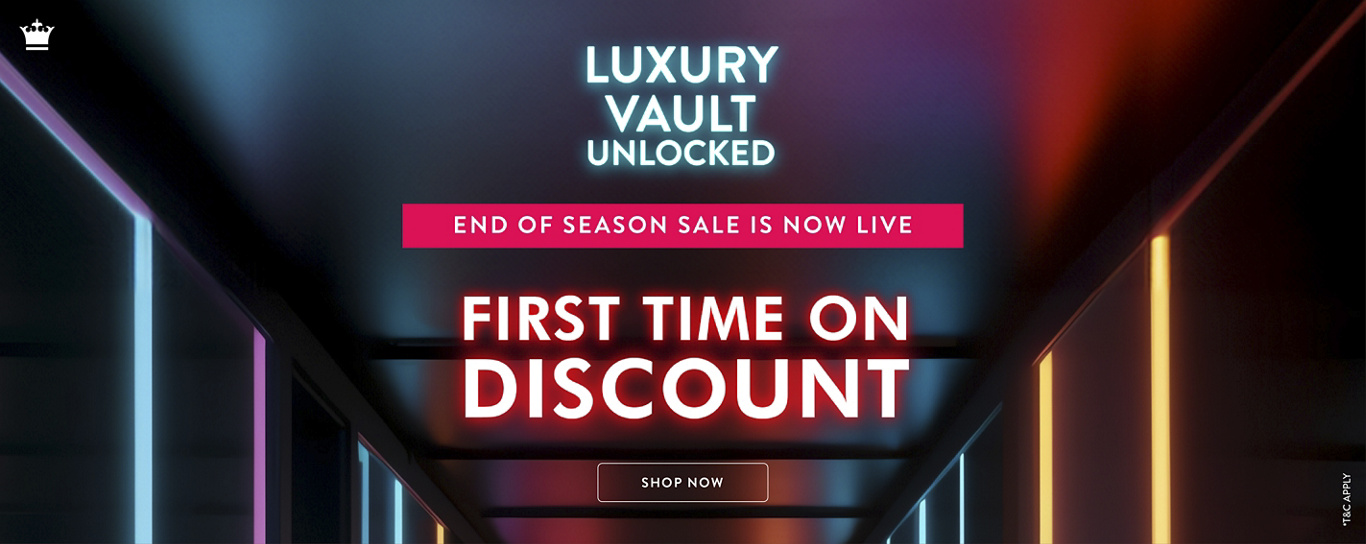 LUXURY
VAULT
UNLOCKED
END OF SEASON SALE IS NOW LIVE
FIRST TIME ON
DISCOUNT
SHOP NOW
*T&C APPLY